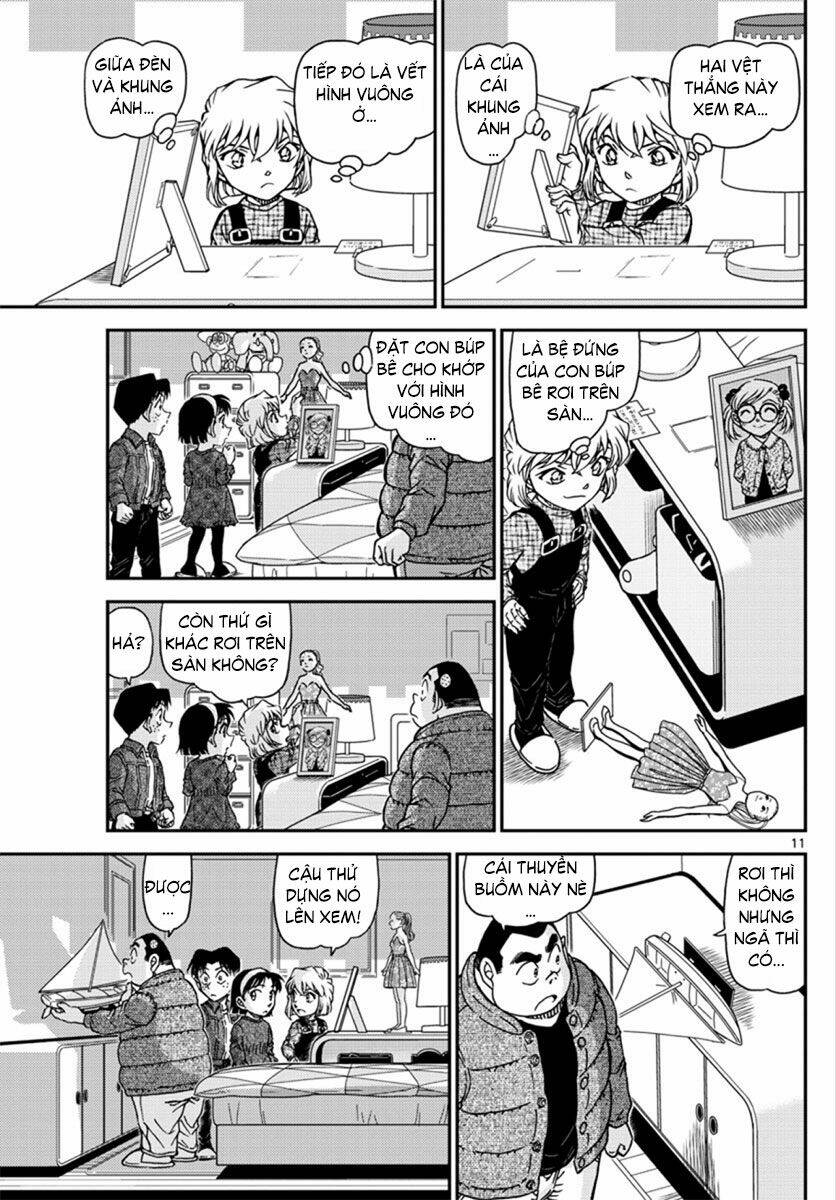 HAI VỆT
THẲNG NÀY
XEM RA...
LÀ CỦA
CÁI
KHUNG
ẢNH
...
TIẾP ĐÓ LÀ VẾT
HÌNH VUÔNG
Ở...
GIỮA ĐÈN
VÀ KHUNG
ẢNH...
LÀ BỆ ĐỨNG
CỦA CON BÚP
BÊ RƠI TRÊN
SÀN...
ĐẶT CON BÚP
BÊ CHO KHỚP
VỚI HÌNH
VUÔNG ĐÓ
...
CÒN THỨ GÌ
KHÁC RƠI TRÊN
SÀN KHÔNG?
HẢ?
11
RƠI THÌ
KHÔNG
NHƯNG
NGÃ THÌ
CÓ...
CÁI THUYỀN
BUỒM NÀY NÈ
...
CẬU THỬ
DỰNG NÓ
LÊN XEM!
ĐƯỢC
...